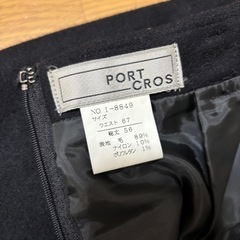 PORT
CROS
NO.1-8849
サイズ
ウエスト 67
総丈 56
表地 毛 89%
ナイロン 10%
ポリウレタン 1%